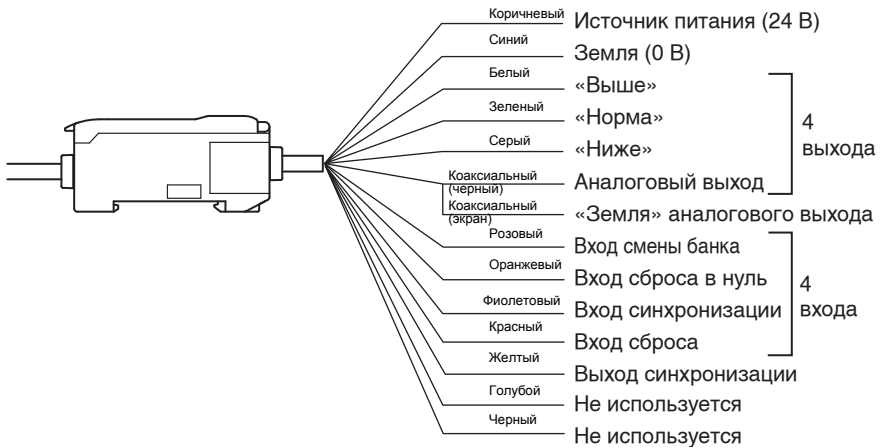 Коричневый Источник питания (24 В)
Синий Земля (0 В)
Белый «Выше»
Зеленый «Норма»
Серый «Ниже»
4
выхода
Коаксиальный
(черный) Аналоговый выход
Коаксиальный
(экран) «Земля» аналогового выхода
Розовый Вход смены банка
Оранжевый Вход сброса в нуль
Фиолетовый Вход синхронизации
Красный Вход сброса
4
входа
Желтый Выход синхронизации
Голубой Не используется
Черный Не используется